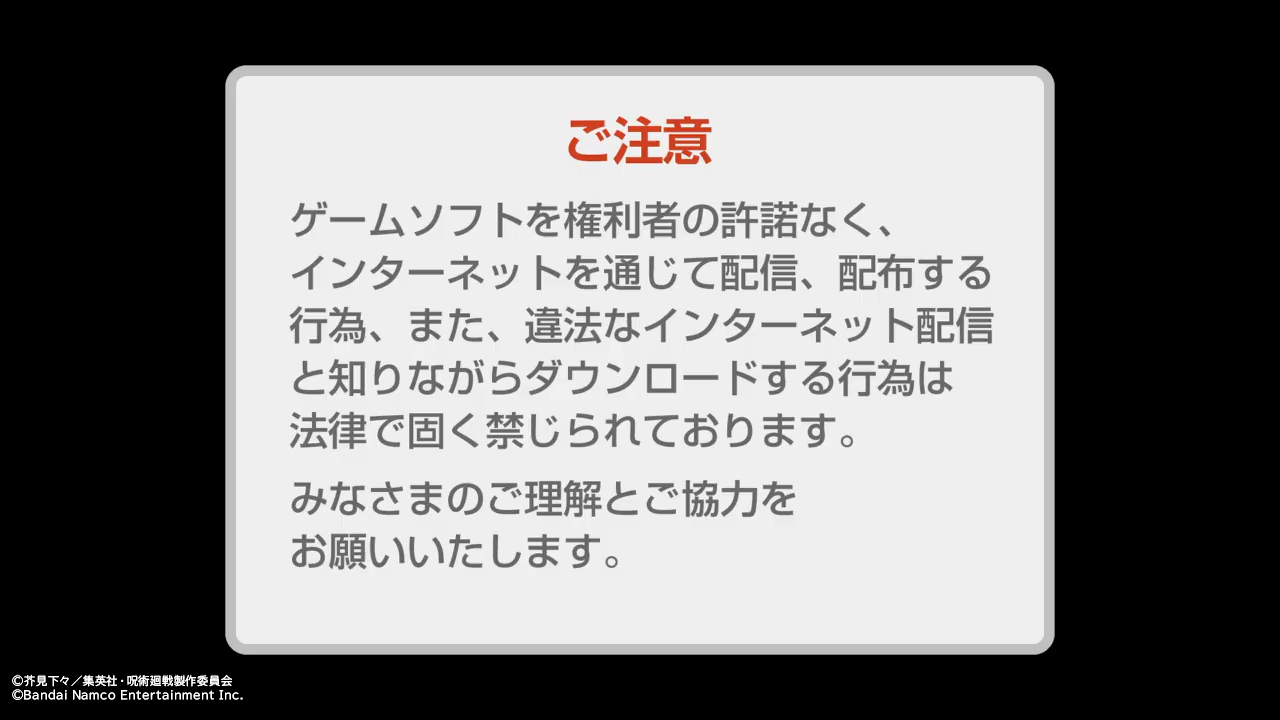 ご注意
ゲームソフトを権利者の許諾なく、
インターネットを通じて配信、配布する
行為、また、違法なインターネット配信
と知りながらダウンロードする行為は
法律で固く禁じられております。
みなさまのご理解とご協力を
お願いいたします。
©芥見下々／集英社・呪術廻戦製作委員会
©Bandai Namco Entertainment Inc.